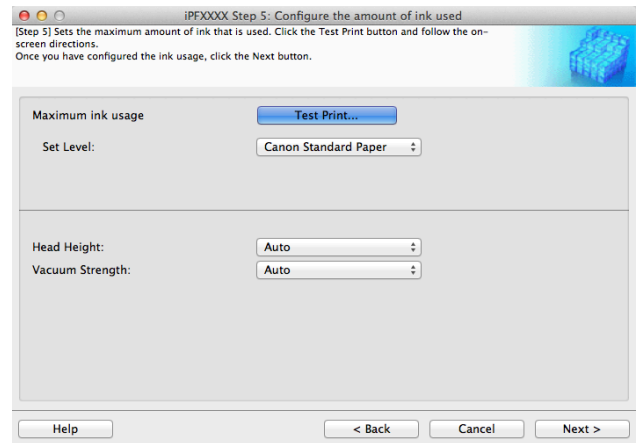 iPFXXXX Step 5: Configure the amount of ink used
[Step 5] Sets the maximum amount of ink that is used. Click the Test Print button and follow the on-
screen directions.
Once you have configured the ink usage, click the Next button.
Maximum ink usage Test Print...
Set Level: Canon Standard Paper
Head Height: Auto
Vacuum Strength: Auto
Help < Back Cancel Next >